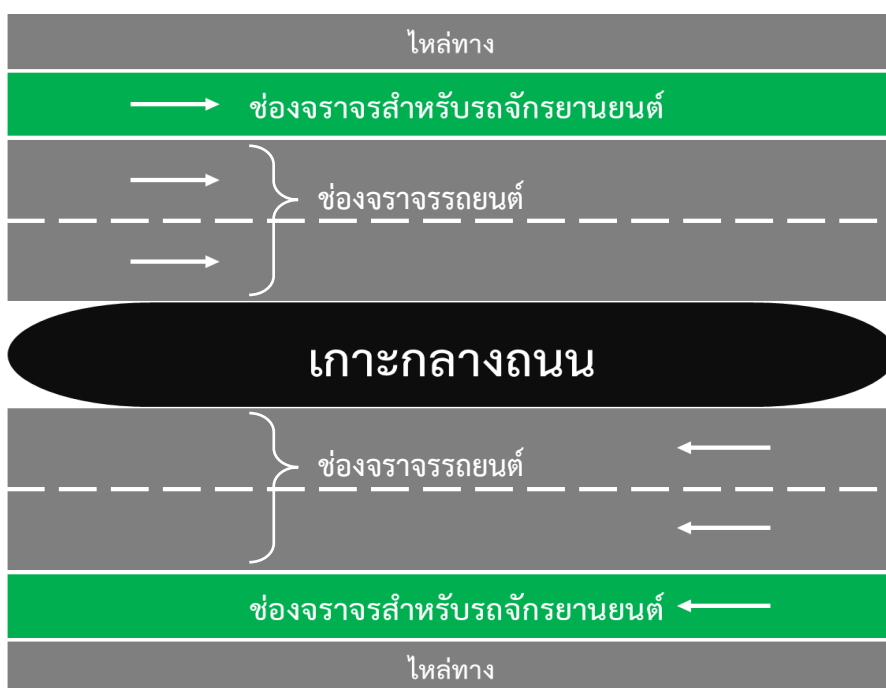 ไหล่ทาง
ช่องจราจรสำหรับรถจักรยานยนต์
ช่องจราจรรถยนต์
เกาะกลางถนน
ช่องจราจรรถยนต์
ช่องจราจรสำหรับรถจักรยานยนต์
ไหล่ทาง